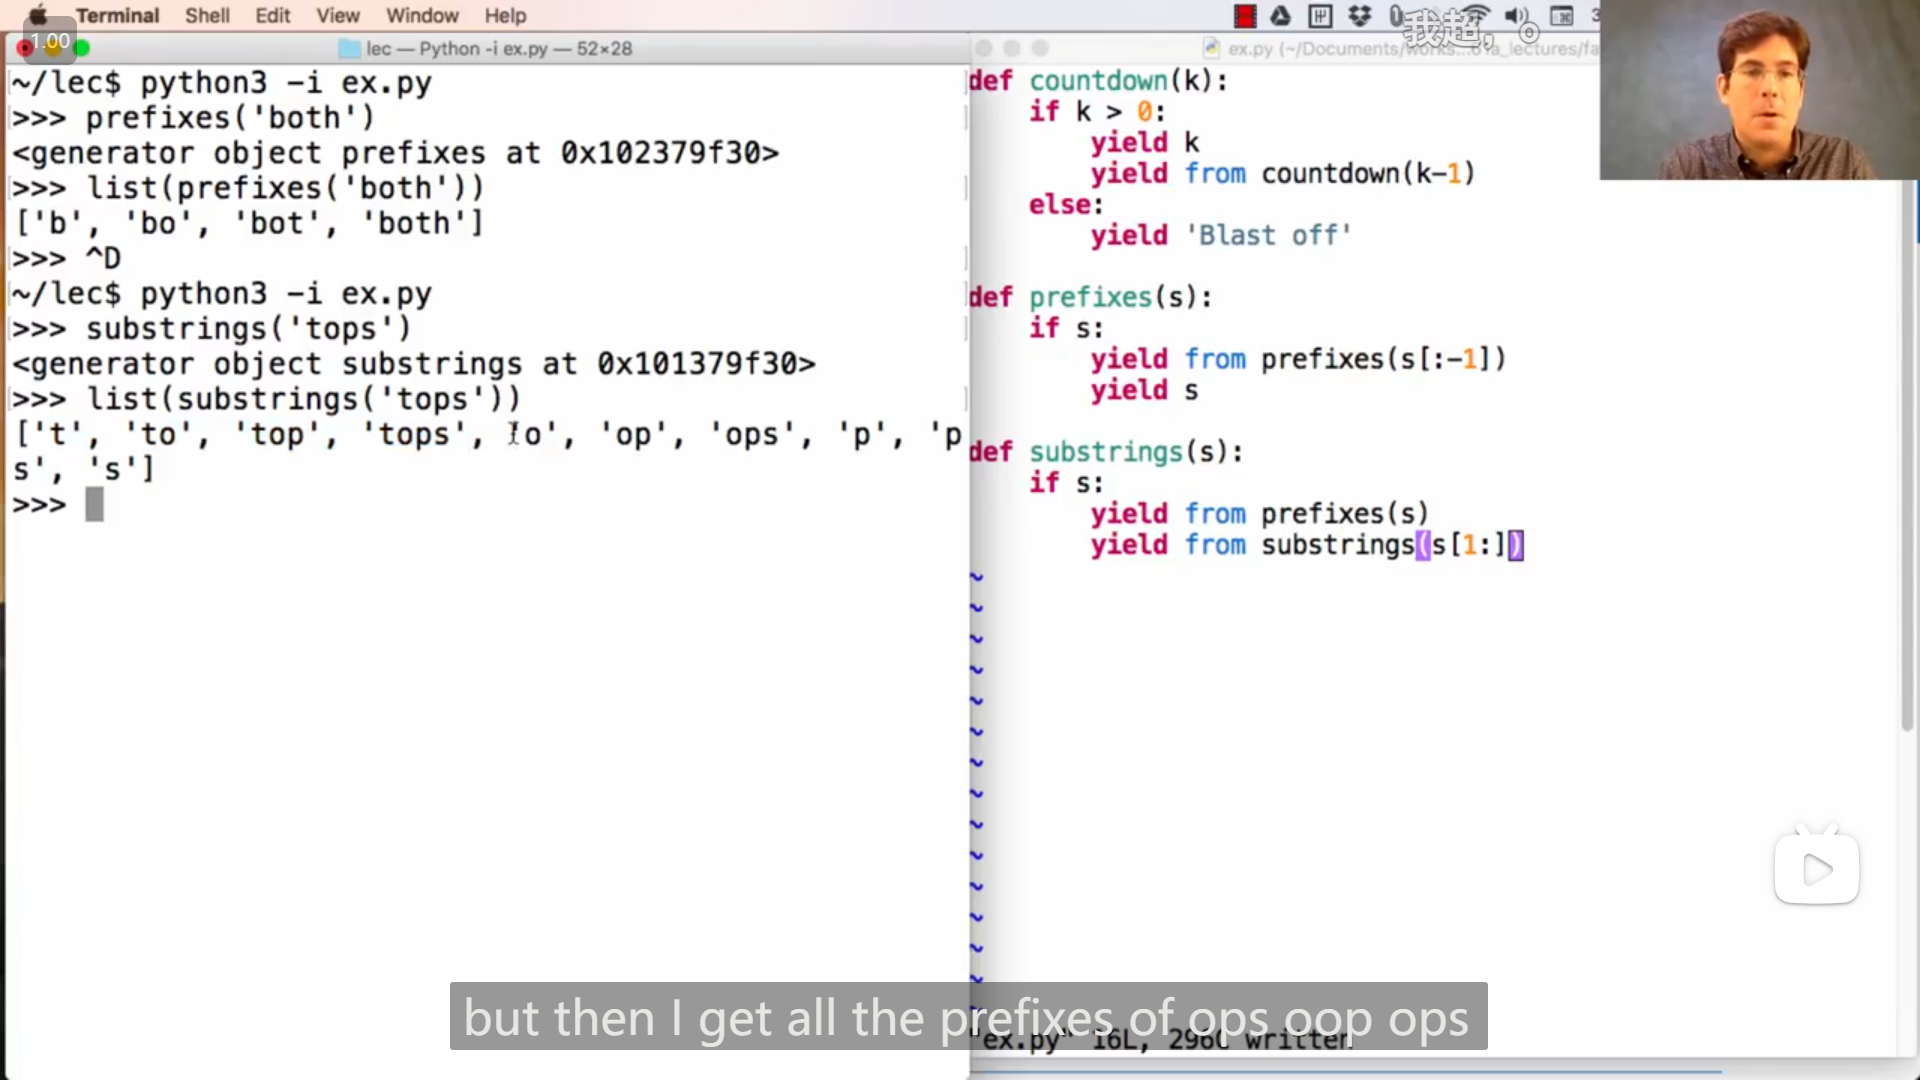 Terminal Shell Edit View Window Help
我超，
1.00
lec — Python -i ex.py — 52×28
~/lec$ python3 -i ex.py
>>> prefixes('both')
<generator object prefixes at 0x102379f30>
>>> list(prefixes('both'))
['b', 'bo', 'bot', 'both']
>>> ^D
~/lec$ python3 -i ex.py
>>> substrings('tops')
<generator object substrings at 0x101379f30>
>>> list(substrings('tops'))
['t', 'to', 'top', 'tops', 'o', 'op', 'ops', 'p', 'p
s', 's']
>>>
ex.py (~/Documents/works...61a_lectures/fa
def countdown(k):
    if k > 0:
        yield k
        yield from countdown(k-1)
    else:
        yield 'Blast off'
def prefixes(s):
    if s:
        yield from prefixes(s[:-1])
        yield s
def substrings(s):
    if s:
        yield from prefixes(s)
        yield from substrings(s[1:])
~
~
~
~
~
~
~
~
~
~
~
~
~
~
"ex.py" 16L, 296C written
but then I get all the prefixes of ops oop ops